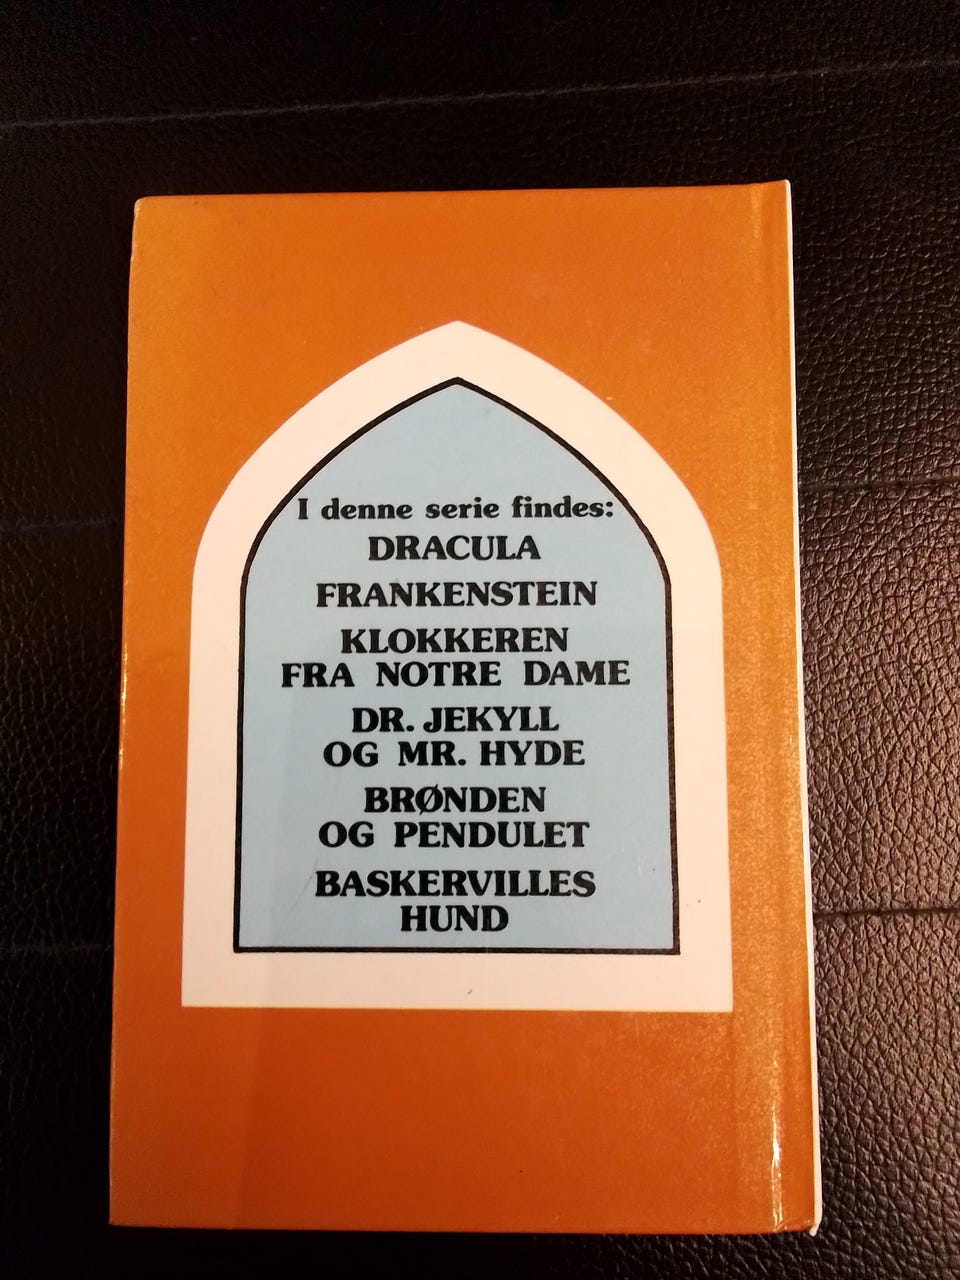 I denne serie findes:
DRACULA
FRANKENSTEIN
KLOKKEREN
FRA NOTRE DAME
DR. JEKYLL
OG MR. HYDE
BRØNDEN
OG PENDULET
BASKERVILLES
HUND